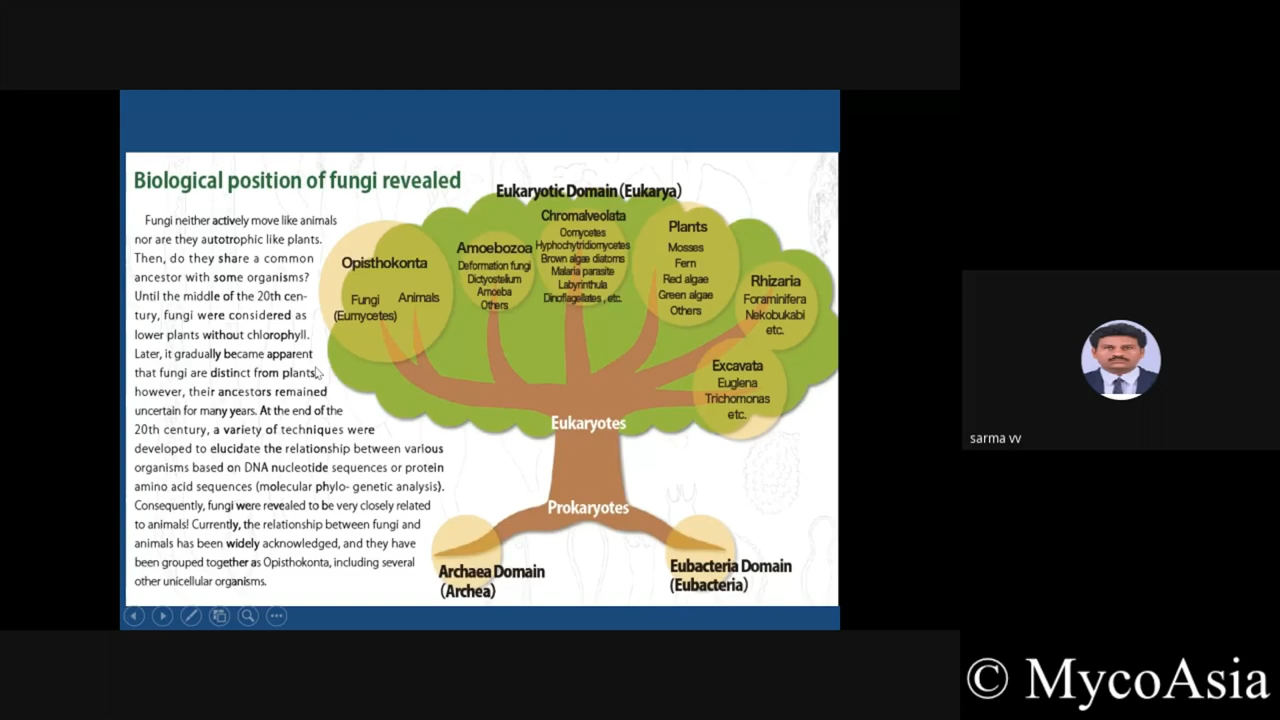 Biological position of fungi revealed
Fungi neither actively move like animals
nor are they autotrophic like plants.
Then, do they share a common
ancestor with some organisms?
Until the middle of the 20th cen-
tury, fungi were considered as
lower plants without chlorophyll.
Later, it gradually became apparent
that fungi are distinct from plants;
however, their ancestors remained
uncertain for many years. At the end of the
20th century, a variety of techniques were
developed to elucidate the relationship between various
organisms based on DNA nucleotide sequences or protein
amino acid sequences (molecular phylo- genetic analysis).
Consequently, fungi were revealed to be very closely related
to animals! Currently, the relationship between fungi and
animals has been widely acknowledged, and they have
been grouped together as Opisthokonta, including several
other unicellular organisms.
Eukaryotic Domain (Eukarya)
Opisthokonta
Fungi
(Eumycetes)
Animals
Amoebozoa
Deformation fungi
Dictyostelium
Amoeba
Others
Chromalveolata
Oomycetes
Hyphochytridiomycetes
Brown algae diatoms
Malaria parasite
Labyrinthula
Dinoflagellates , etc.
Plants
Mosses
Fern
Red algae
Green algae
Others
Rhizaria
Foraminifera
Nekobukabi
etc.
Excavata
Euglena
Trichomonas
etc.
Eukaryotes
Prokaryotes
Archaea Domain
(Archea)
Eubacteria Domain
(Eubacteria)
sarma vv
© MycoAsia